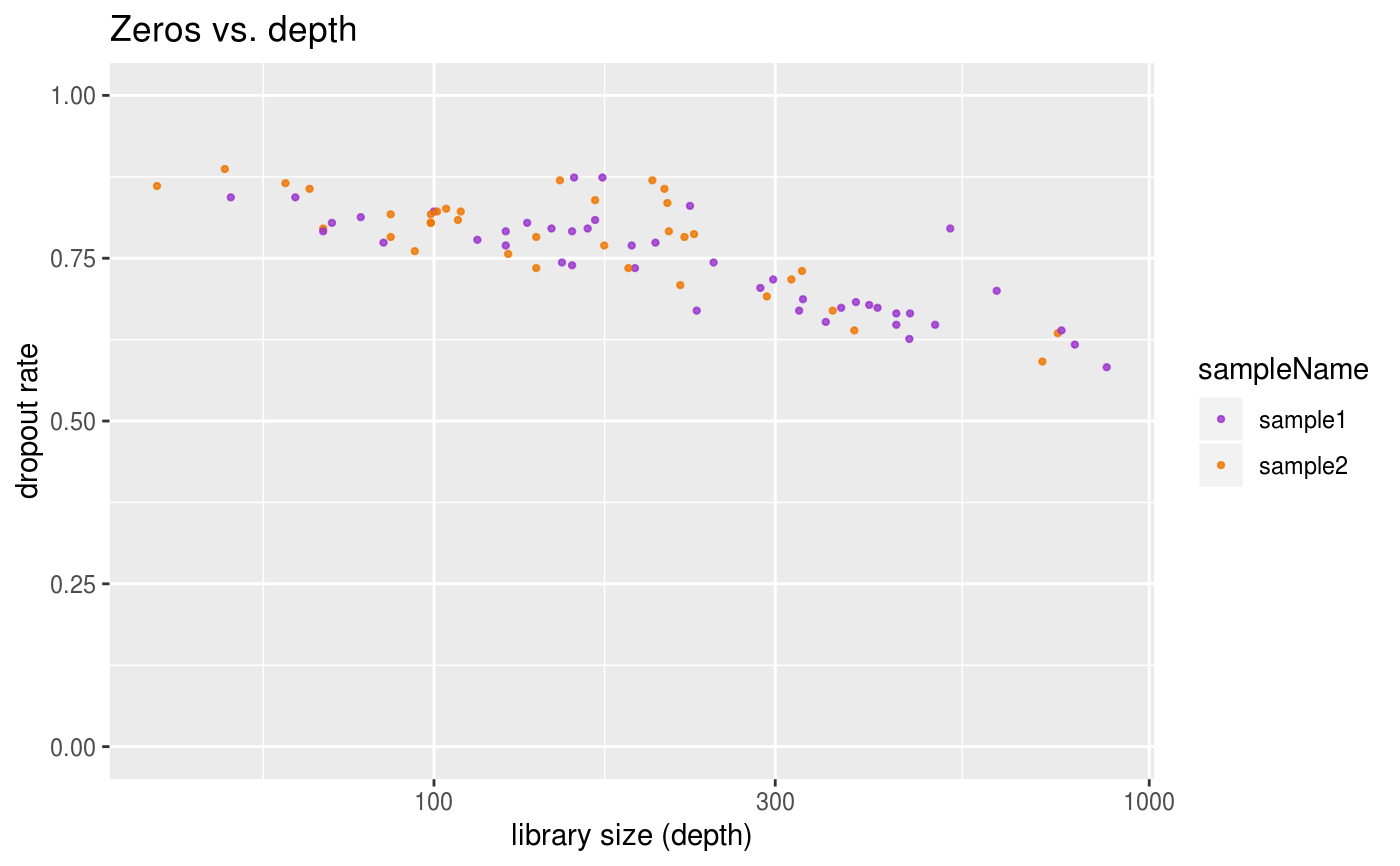 Zeros vs. depth
1.00
0.75
0.50
0.25
0.00
dropout rate
100
300
1000
library size (depth)
sampleName
sample1
sample2